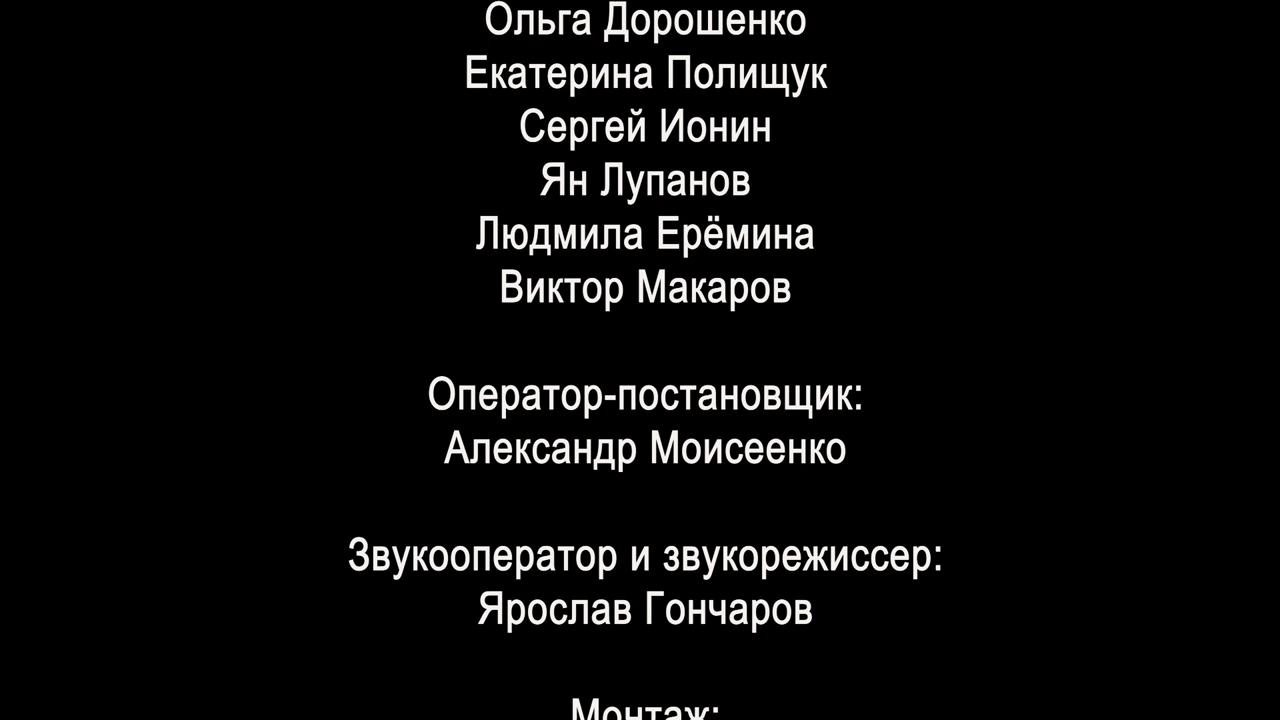 Ольга Дорошенко
Екатерина Полищук
Сергей Ионин
Ян Лупанов
Людмила Ерёмина
Виктор Макаров
Оператор-постановщик:
Александр Моисеенко
Звукооператор и звукорежиссер:
Ярослав Гончаров
Монтаж: